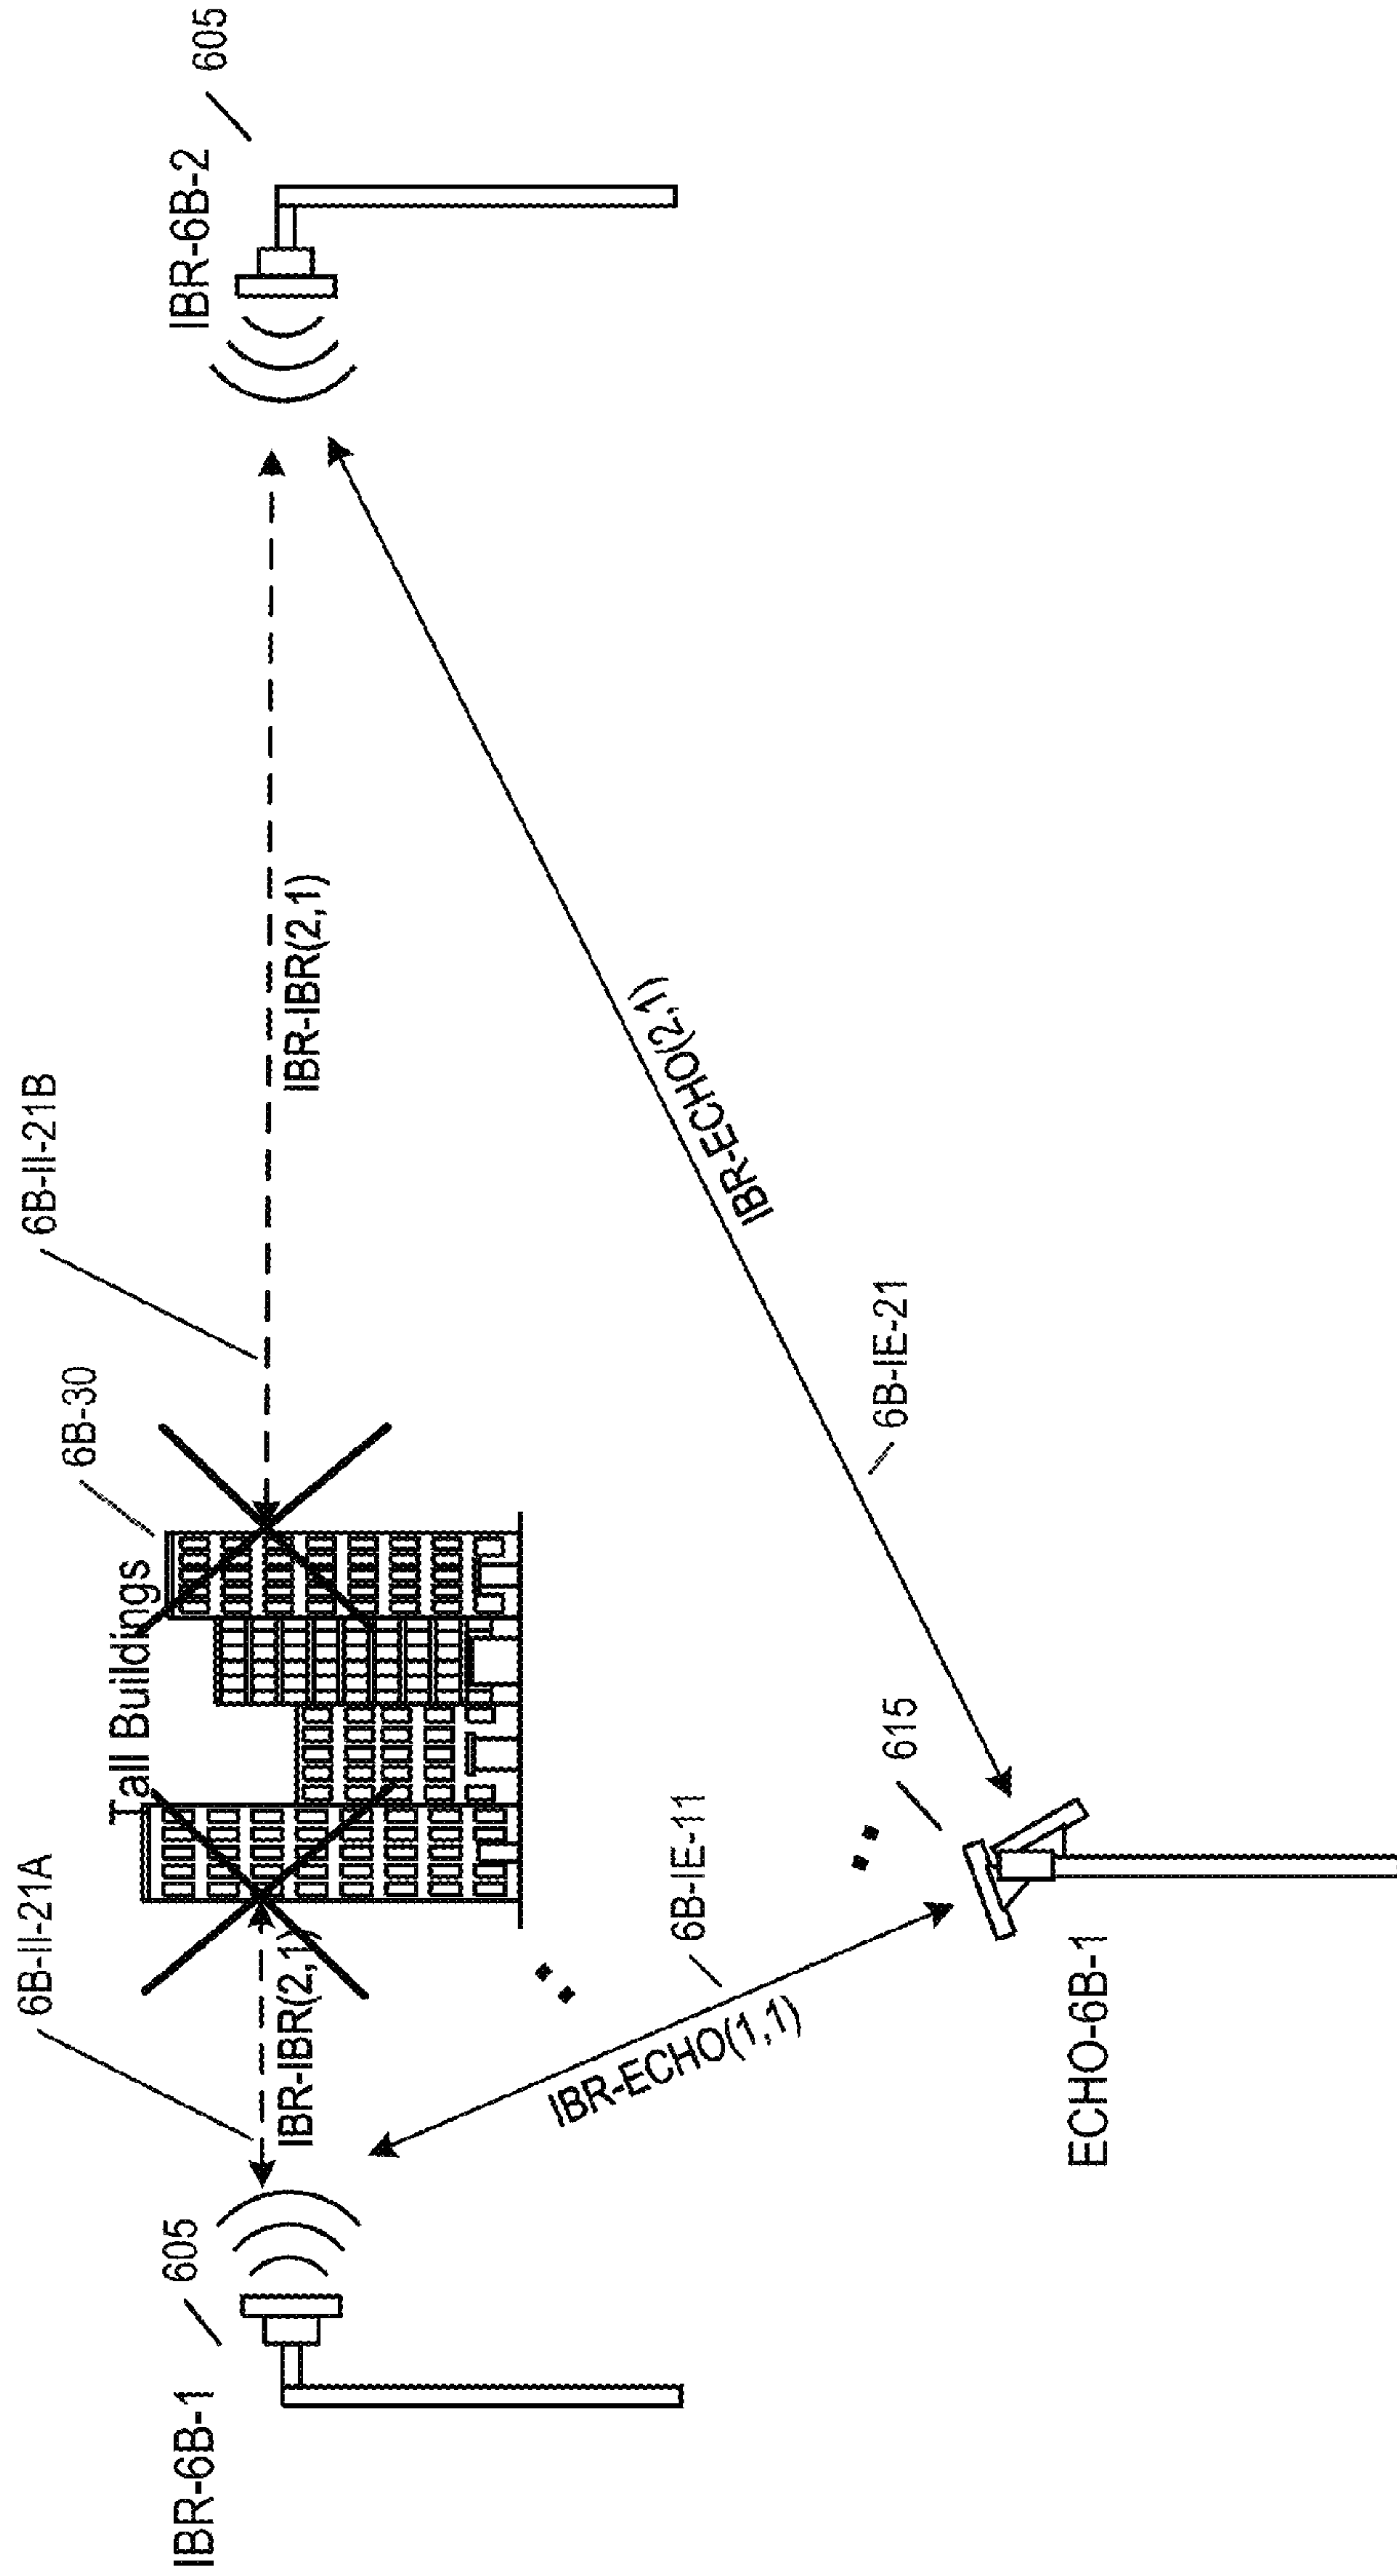 IBR-6B-1
605
6B-II-21A
IBR-IBR(2,1)
Tall Buildings
6B-30
6B-II-21B
IBR-IBR(2,1)
IBR-6B-2
605
IBR-ECHO(1,1)
6B-IE-11
615
ECHO-6B-1
6B-IE-21
IBR-ECHO(2,1)